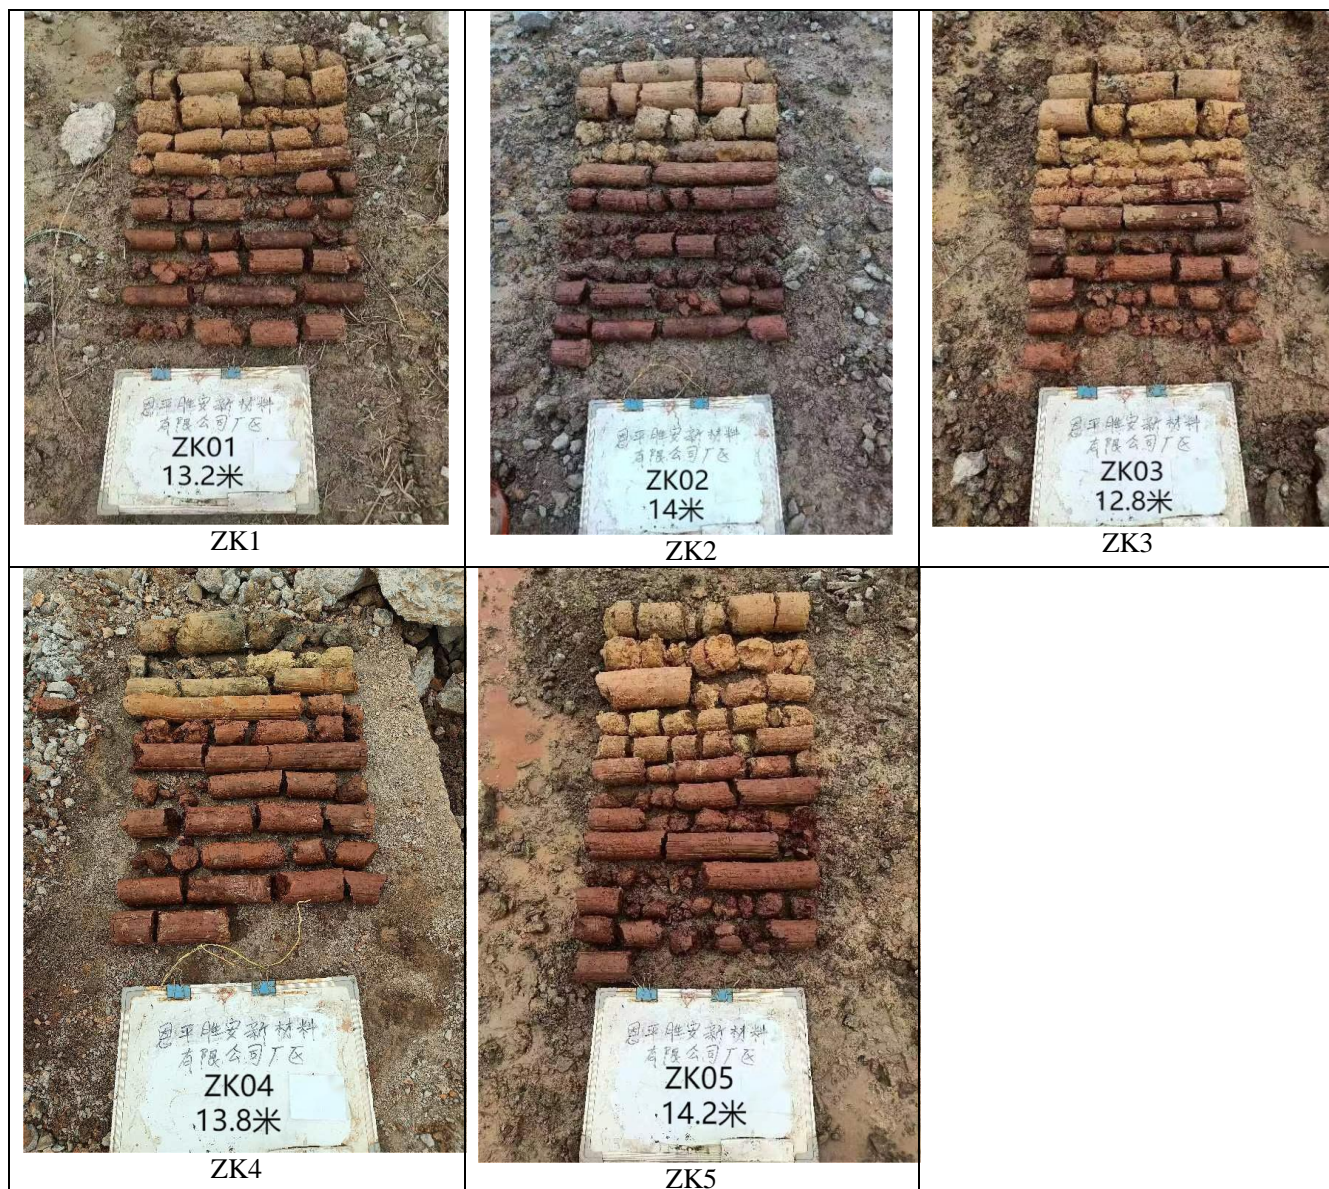 恩平胜安新材料
有限公司厂区
ZK01
13.2米
ZK1
恩平胜安新材料
有限公司厂区
ZK02
14米
ZK2
恩平胜安新材料
有限公司厂区
ZK03
12.8米
ZK3
恩平胜安新材料
有限公司厂区
ZK04
13.8米
ZK4
恩平胜安新材料
有限公司厂区
ZK05
14.2米
ZK5